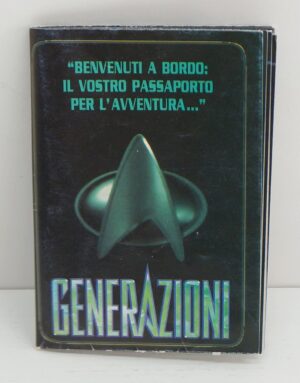 “BENVENUTI A BORDO:
IL VOSTRO PASSAPORTO
PER L'AVVENTURA...”
GENERAZIONI